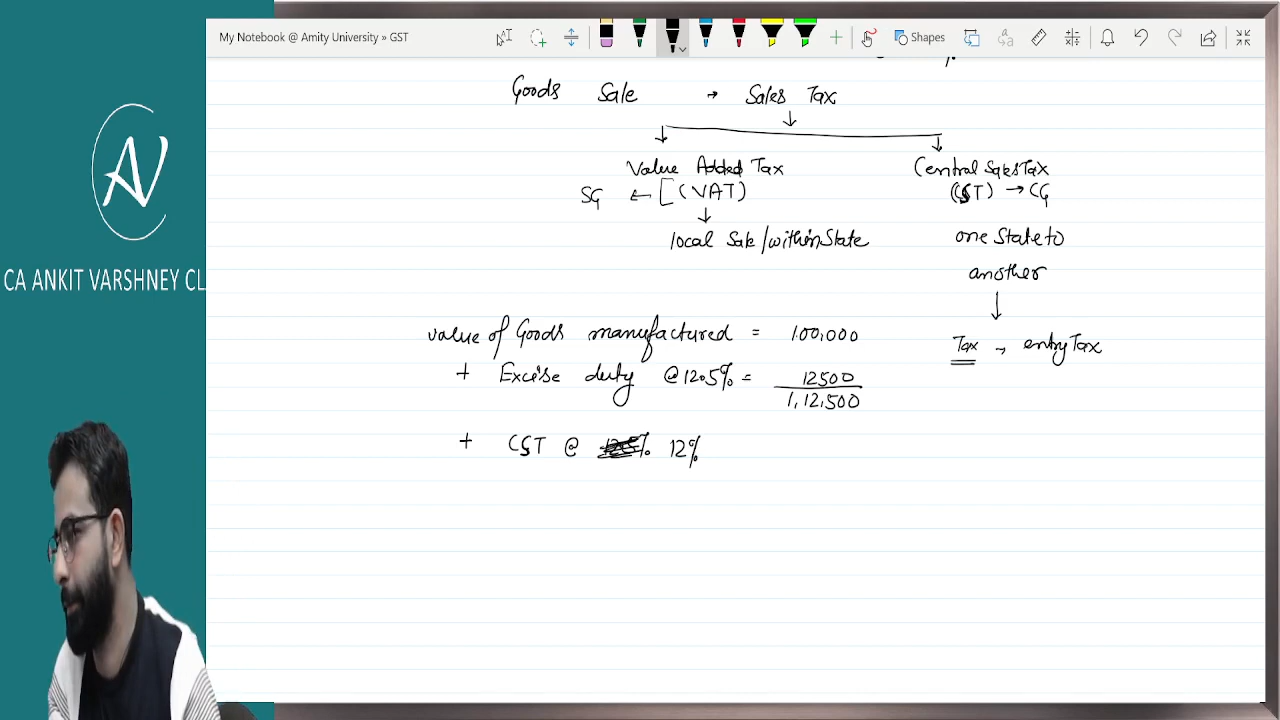 My Notebook @ Amity University » GST
Shapes
Goods Sale → Sales Tax
Value Added Tax
Central Sales Tax
SG ← [(VAT)
(CST) → CG
local Sale/within State
one State to
another
value of Goods manufactured = 1,00,000
Tax → entry Tax
+ Excise duty @12.5% = 12500
1,12,500
+ CST @ 12%
AV
CA ANKIT VARSHNEY CL